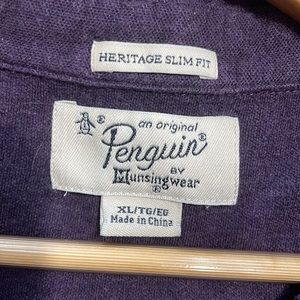 HERITAGE SLIM FIT
an original
Penguin®
BY
Munsingwear
®
XL/TG/EG
Made in China